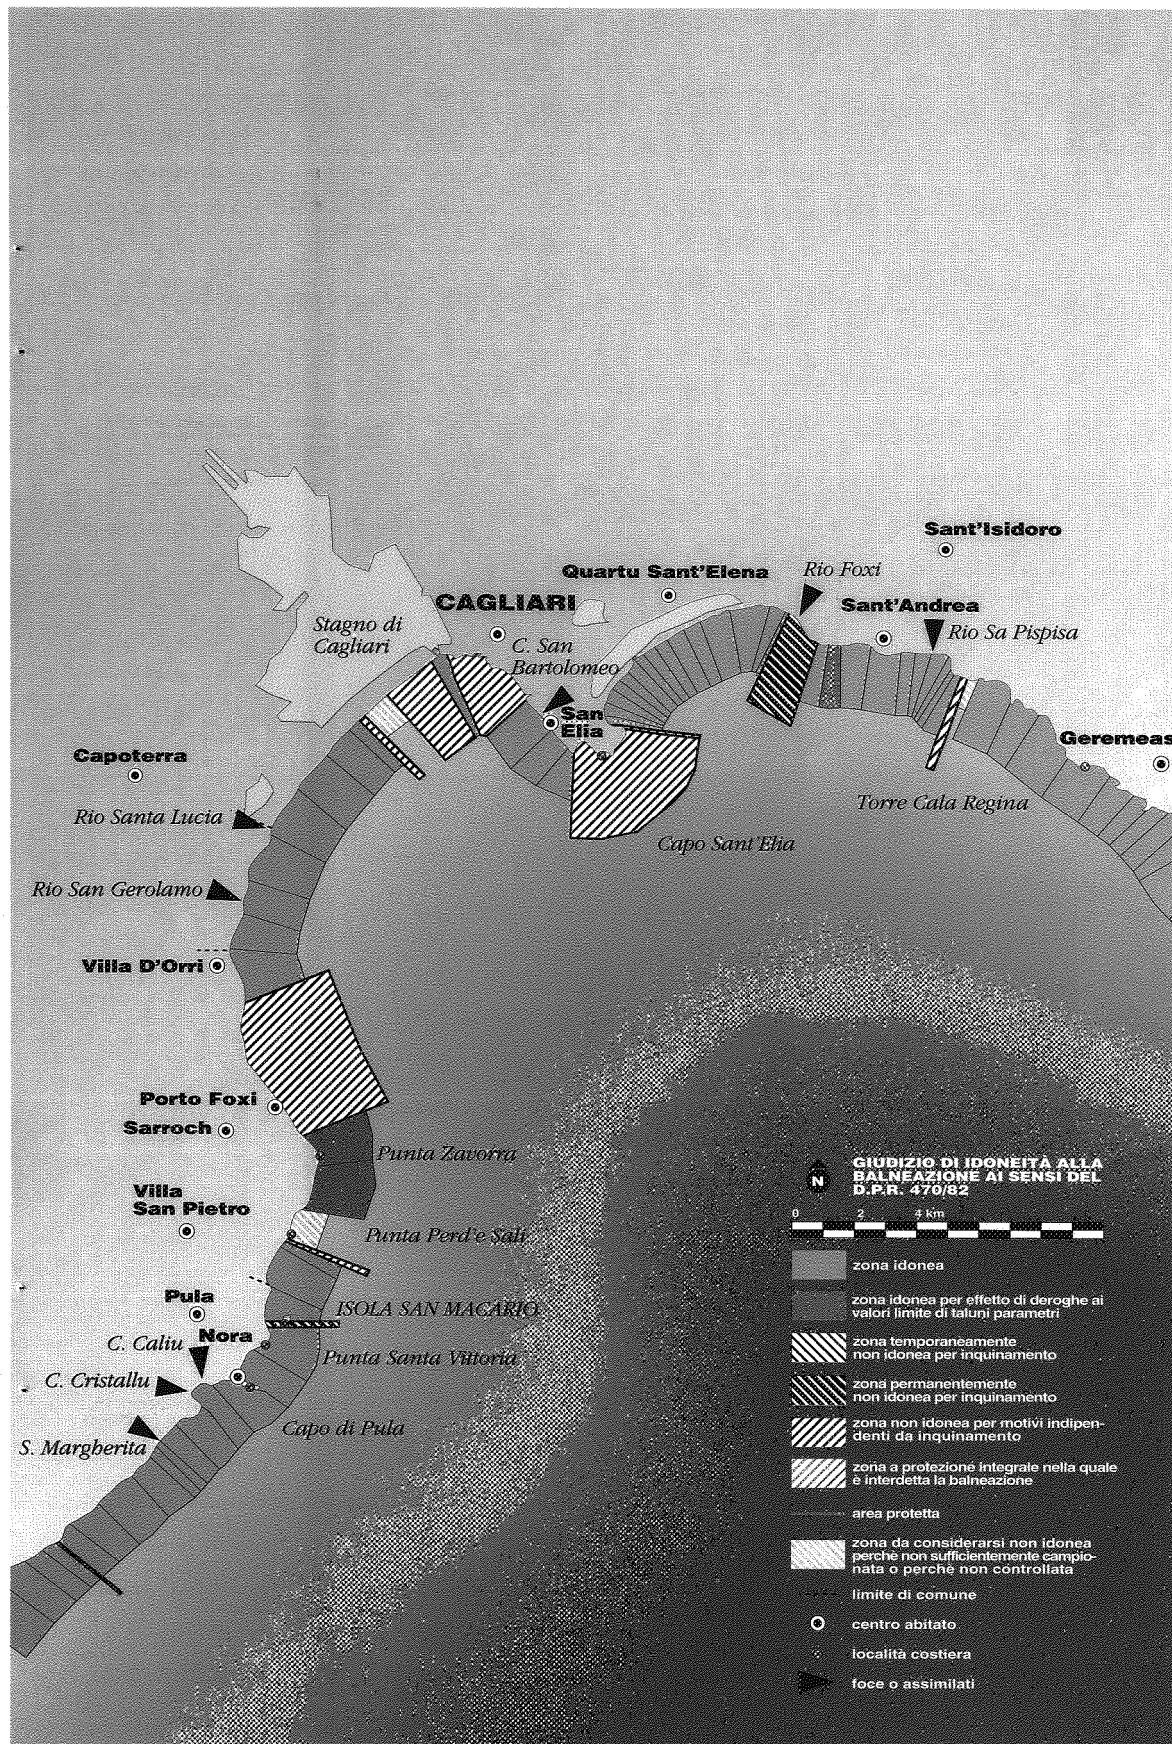 Sant'Isidoro
Rio Foxi
Quartu Sant'Elena
CAGLIARI
Sant'Andrea
Rio Sa Pispisa
Stagno di
Cagliari
C. San
Bartolomeo
San
Elia
Geremeas
Capoterra
Torre Cala Regina
Rio Santa Lucia
Capo Sant'Elia
Rio San Gerolamo
Villa D'Orri
Porto Foxi
Sarroch
Punta Zavorra
Villa
San Pietro
Punta Perd'e Sali
Pula
ISOLA SAN MACARIO
C. Caliu
Nora
Punta Santa Vittoria
C. Cristallu
Capo di Pula
S. Margherita
GIUDIZIO DI IDONEITÀ ALLA
BALNEAZIONE AI SENSI DEL
D.P.R. 470/82
N
0 2 4 km
zona idonea
zona idonea per effetto di deroghe ai
valori limite di taluni parametri
zona temporaneamente
non idonea per inquinamento
zona permanentemente
non idonea per inquinamento
zona non idonea per motivi indipen-
denti da inquinamento
zona a protezione integrale nella quale
è interdetta la balneazione
area protetta
zona da considerarsi non idonea
perchè non sufficientemente campio-
nata o perchè non controllata
limite di comune
centro abitato
località costiera
foce o assimilati